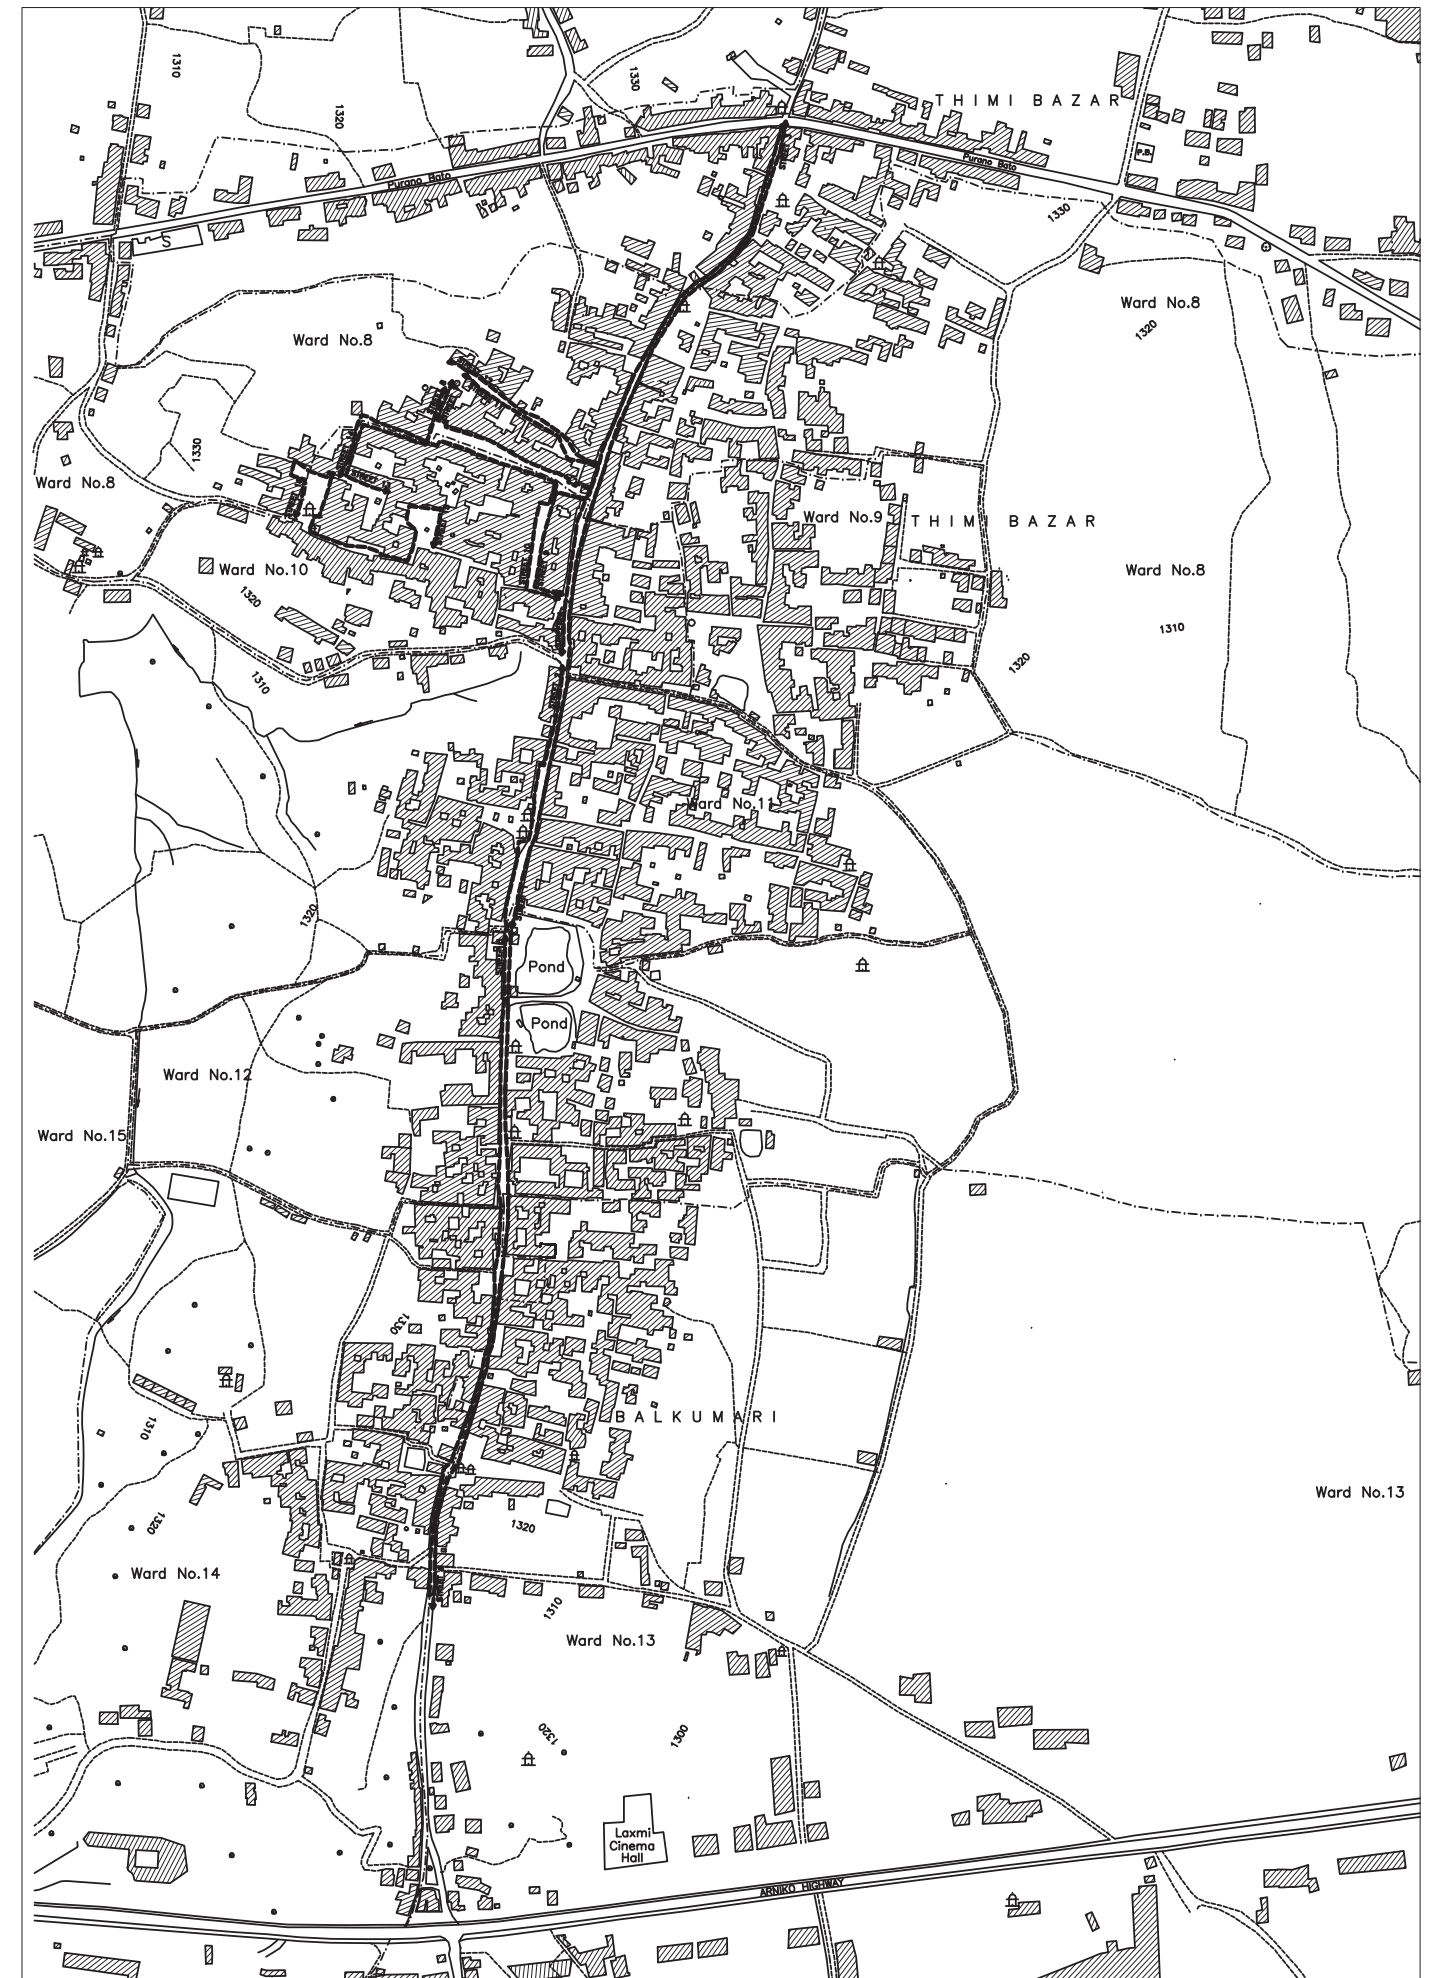 1310
1330
THIMI BAZAR
1320
P.B.
Purano Bato
Purano Bato
1330
S
Ward No.8
Ward No.8
1320
1330
Ward No.8
Ward No.9
THIMI BAZAR
Ward No.10
Ward No.8
1320
1310
1320
1310
Ward No.11
1320
Pond
Pond
Ward No.12
Ward No.15
1330
BALKUMARI
1310
Ward No.13
1320
1320
Ward No.14
1310
Ward No.13
1320
1300
Laxmi
Cinema
Hall
ARNIKO HIGHWAY